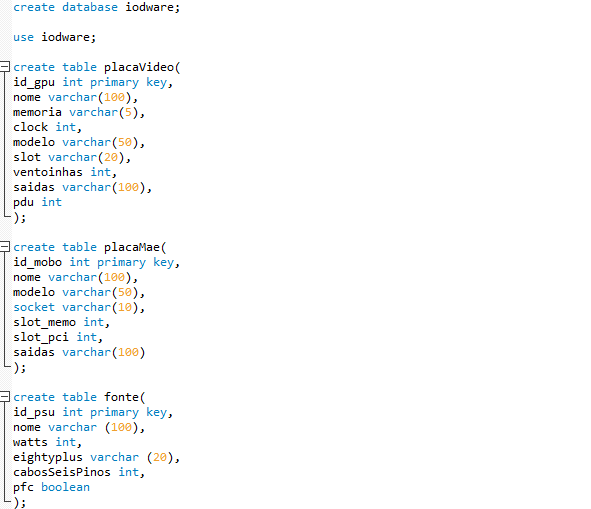 create database iodware;
use iodware;
create table placaVideo(
id_gpu int primary key,
nome varchar(100),
memoria varchar(5),
clock int,
modelo varchar(50),
slot varchar(20),
ventoinhas int,
saidas varchar(100),
pdu int
);
create table placaMae(
id_mobo int primary key,
nome varchar(100),
modelo varchar(50),
socket varchar(10),
slot_memo int,
slot_pci int,
saidas varchar(100)
);
create table fonte(
id_psu int primary key,
nome varchar (100),
watts int,
eightyplus varchar (20),
cabosSeisPinos int,
pfc boolean
);